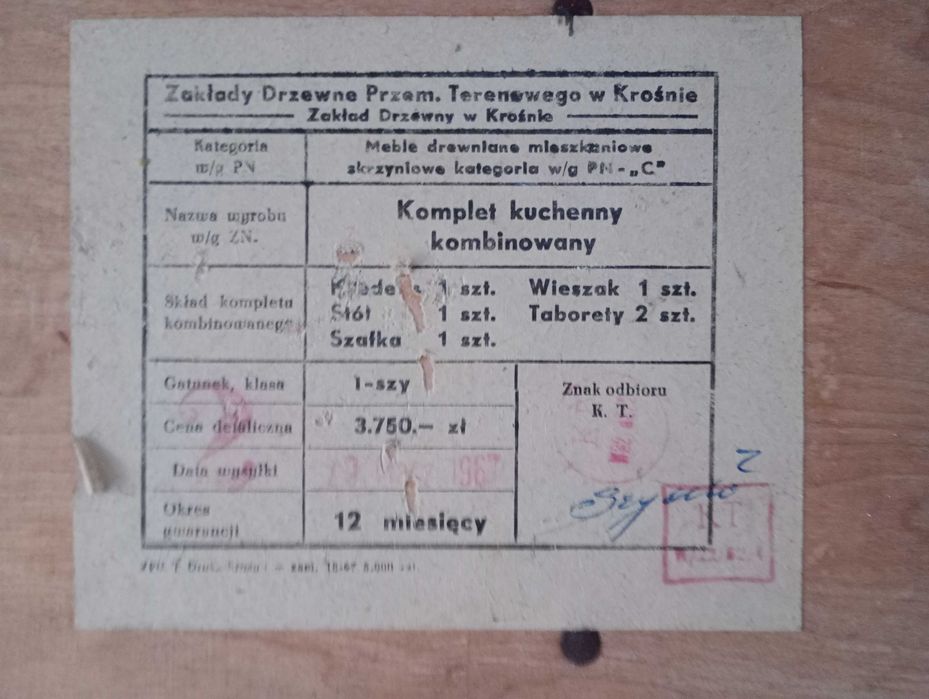 Zakłady Drzewne Przem. Terenowego w Krośnie
Zakład Drzewny w Krośnie
Kategoria
w/g PN
Meble drewniane mieszkaniowe
skrzyniowe kategoria w/g PN - „C"
Nazwa wyrobu
w/g ZN.
Komplet kuchenny
kombinowany
Skład kompletu
kombinowanego
Kredens 1 szt.
Stół 1 szt.
Szafka 1 szt.
Wieszak 1 szt.
Taborety 2 szt.
Gatunek, klasa
I-szy
Cena detaliczna
3.750.— zł
Data wysyłki
1967
Okres
gwarancji
12 miesięcy
Znak odbioru
K. T.
KT